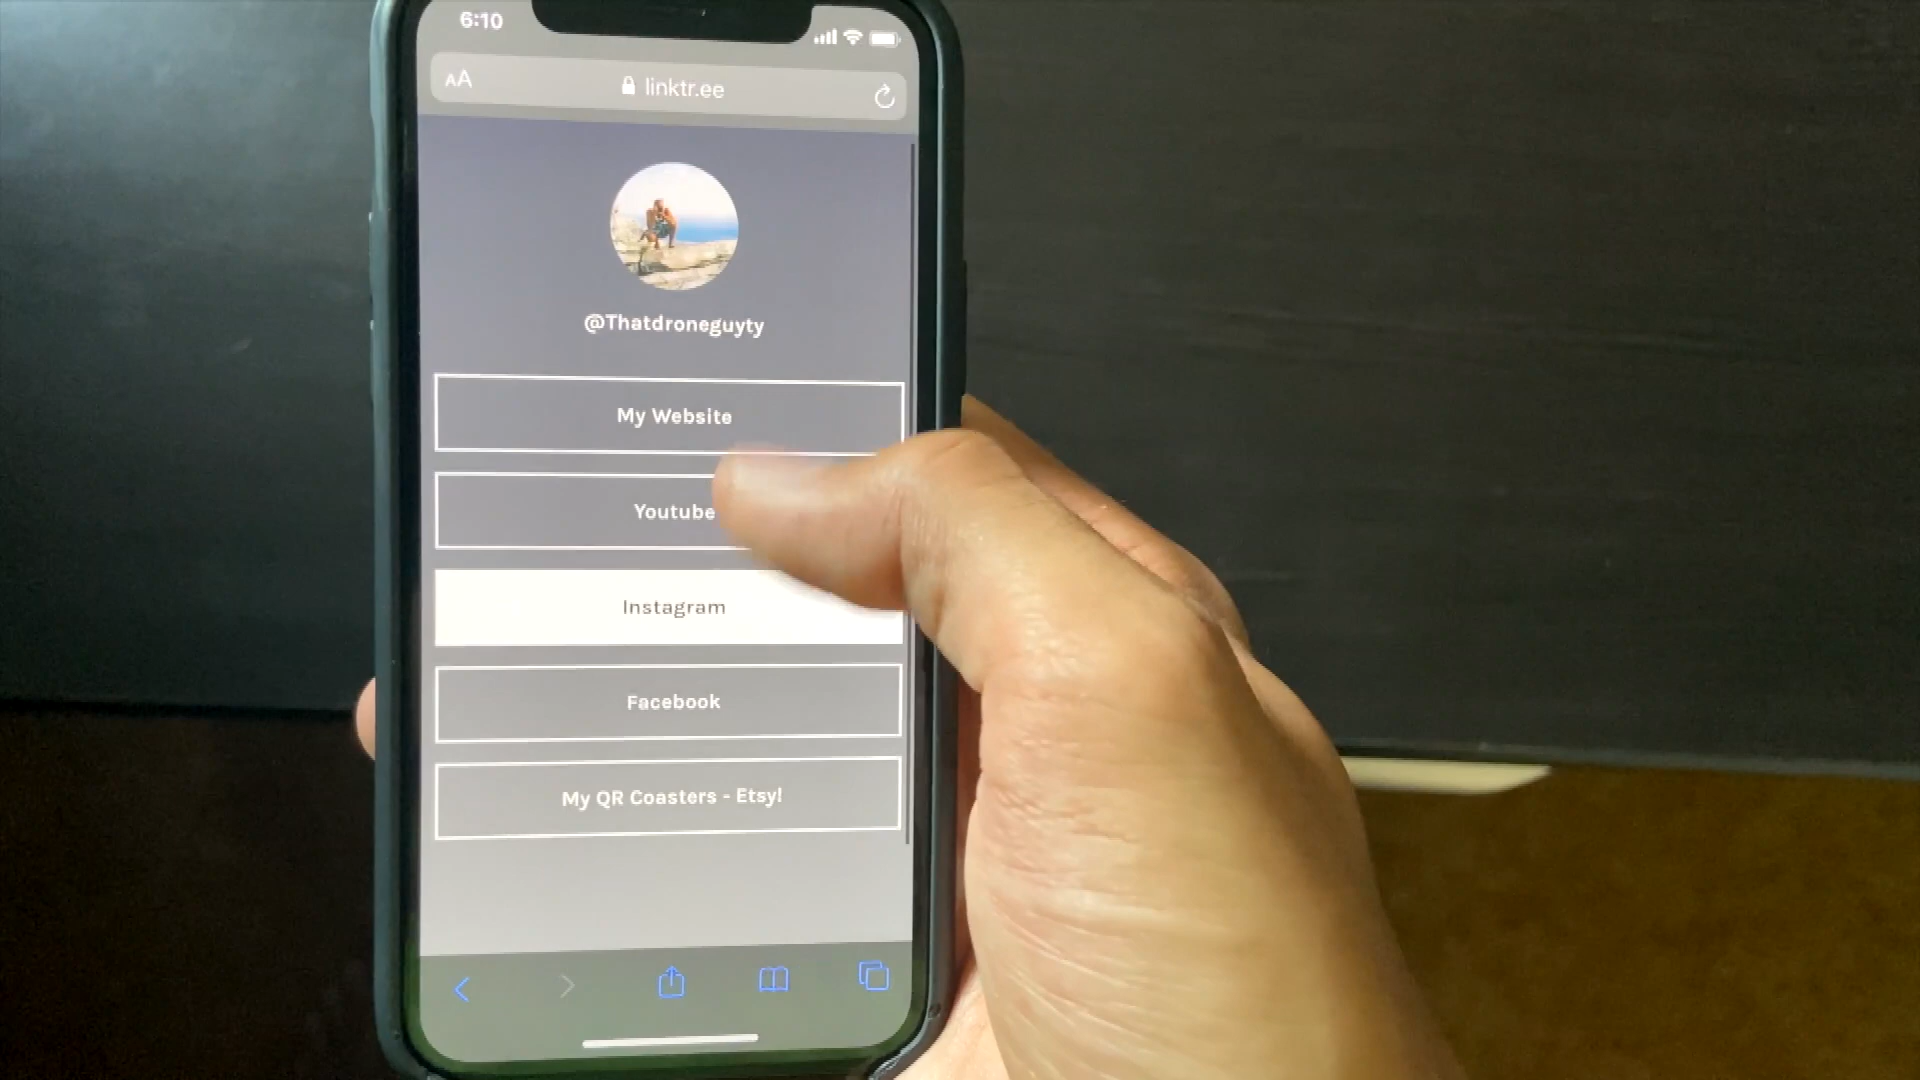 6:10
AA linktr.ee
@Thatdroneguyty
My Website
Youtube
Instagram
Facebook
My QR Coasters - Etsy!